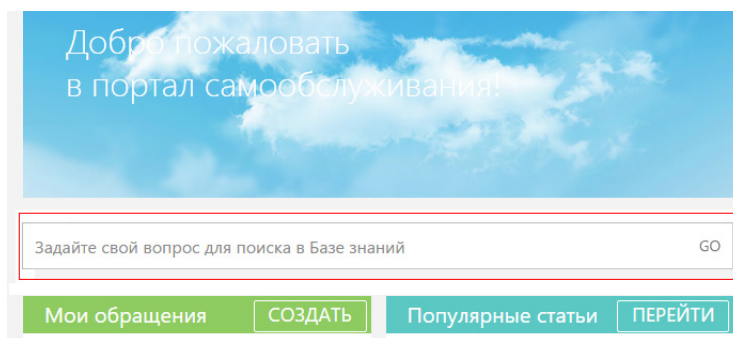 Добро пожаловать
в портал самообслуживания!
Задайте свой вопрос для поиска в Базе знаний GO
Мои обращения СОЗДАТЬ Популярные статьи ПЕРЕЙТИ